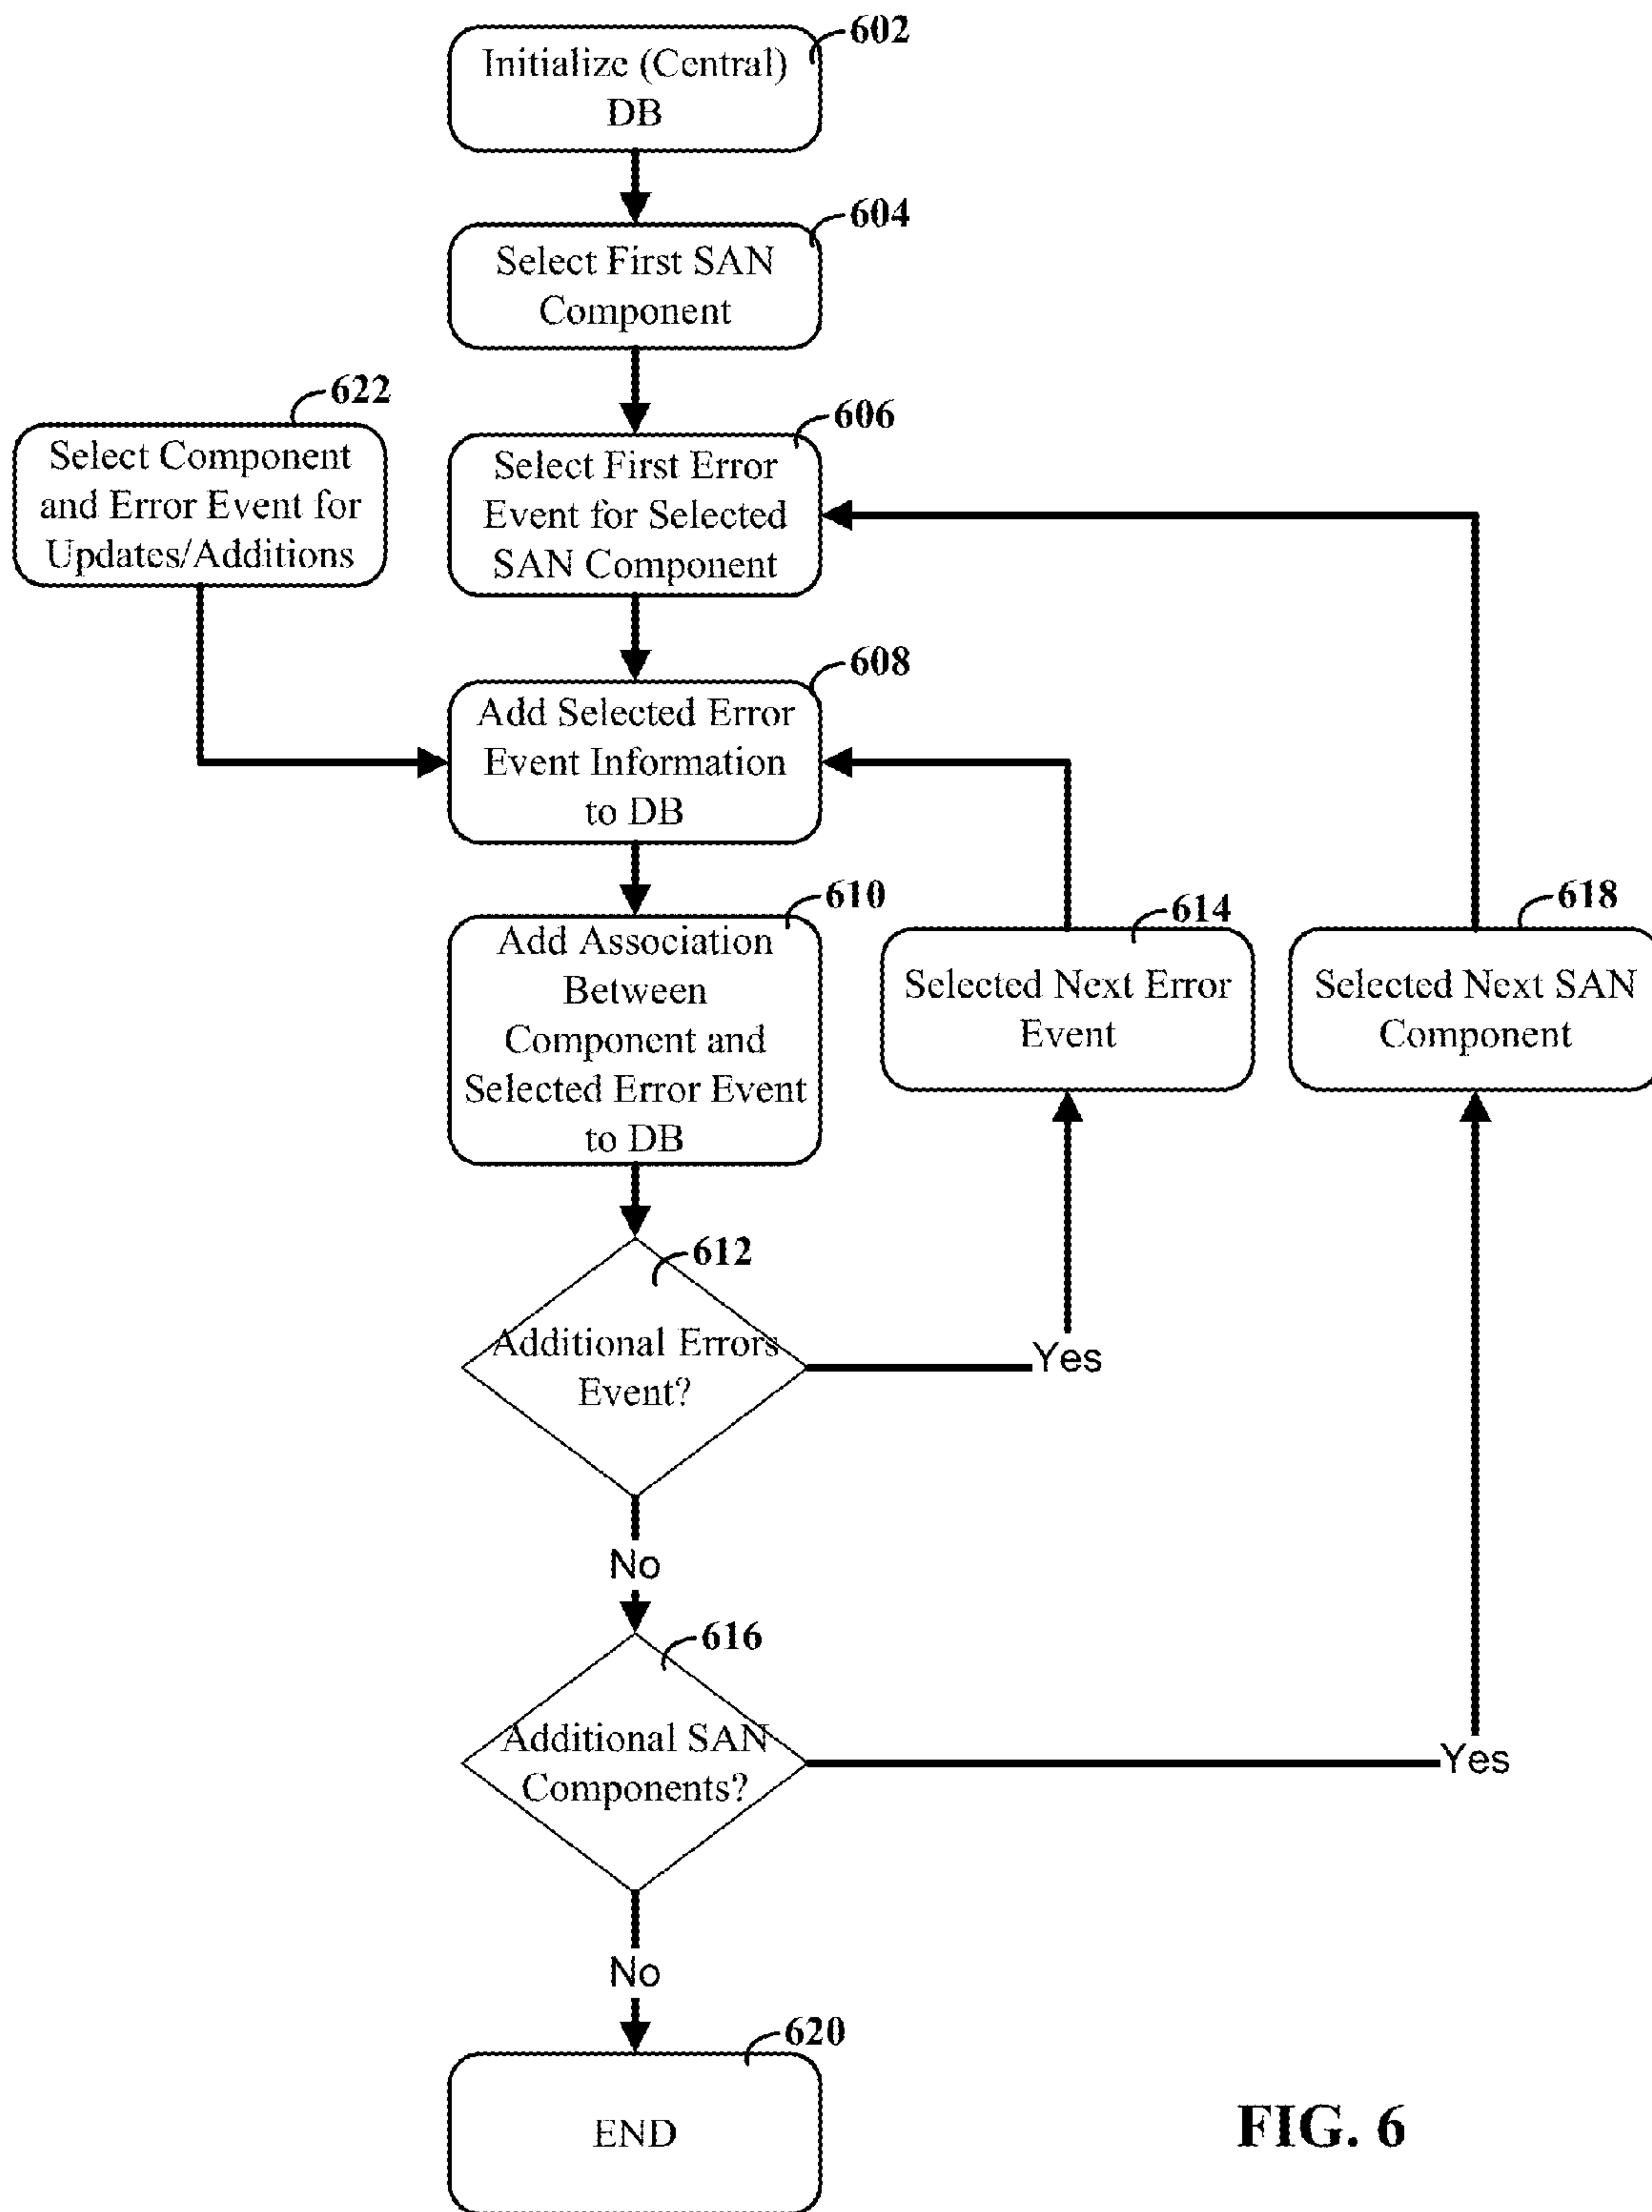 602
Initialize (Central)
DB
604
Select First SAN
Component
622
Select Component
and Error Event for
Updates/Additions
606
Select First Error
Event for Selected
SAN Component
608
Add Selected Error
Event Information
to DB
610
Add Association
Between
Component and
Selected Error Event
to DB
614
Selected Next Error
Event
618
Selected Next SAN
Component
612
Additional Errors
Event?
Yes
No
616
Additional SAN
Components?
Yes
No
620
END
FIG. 6